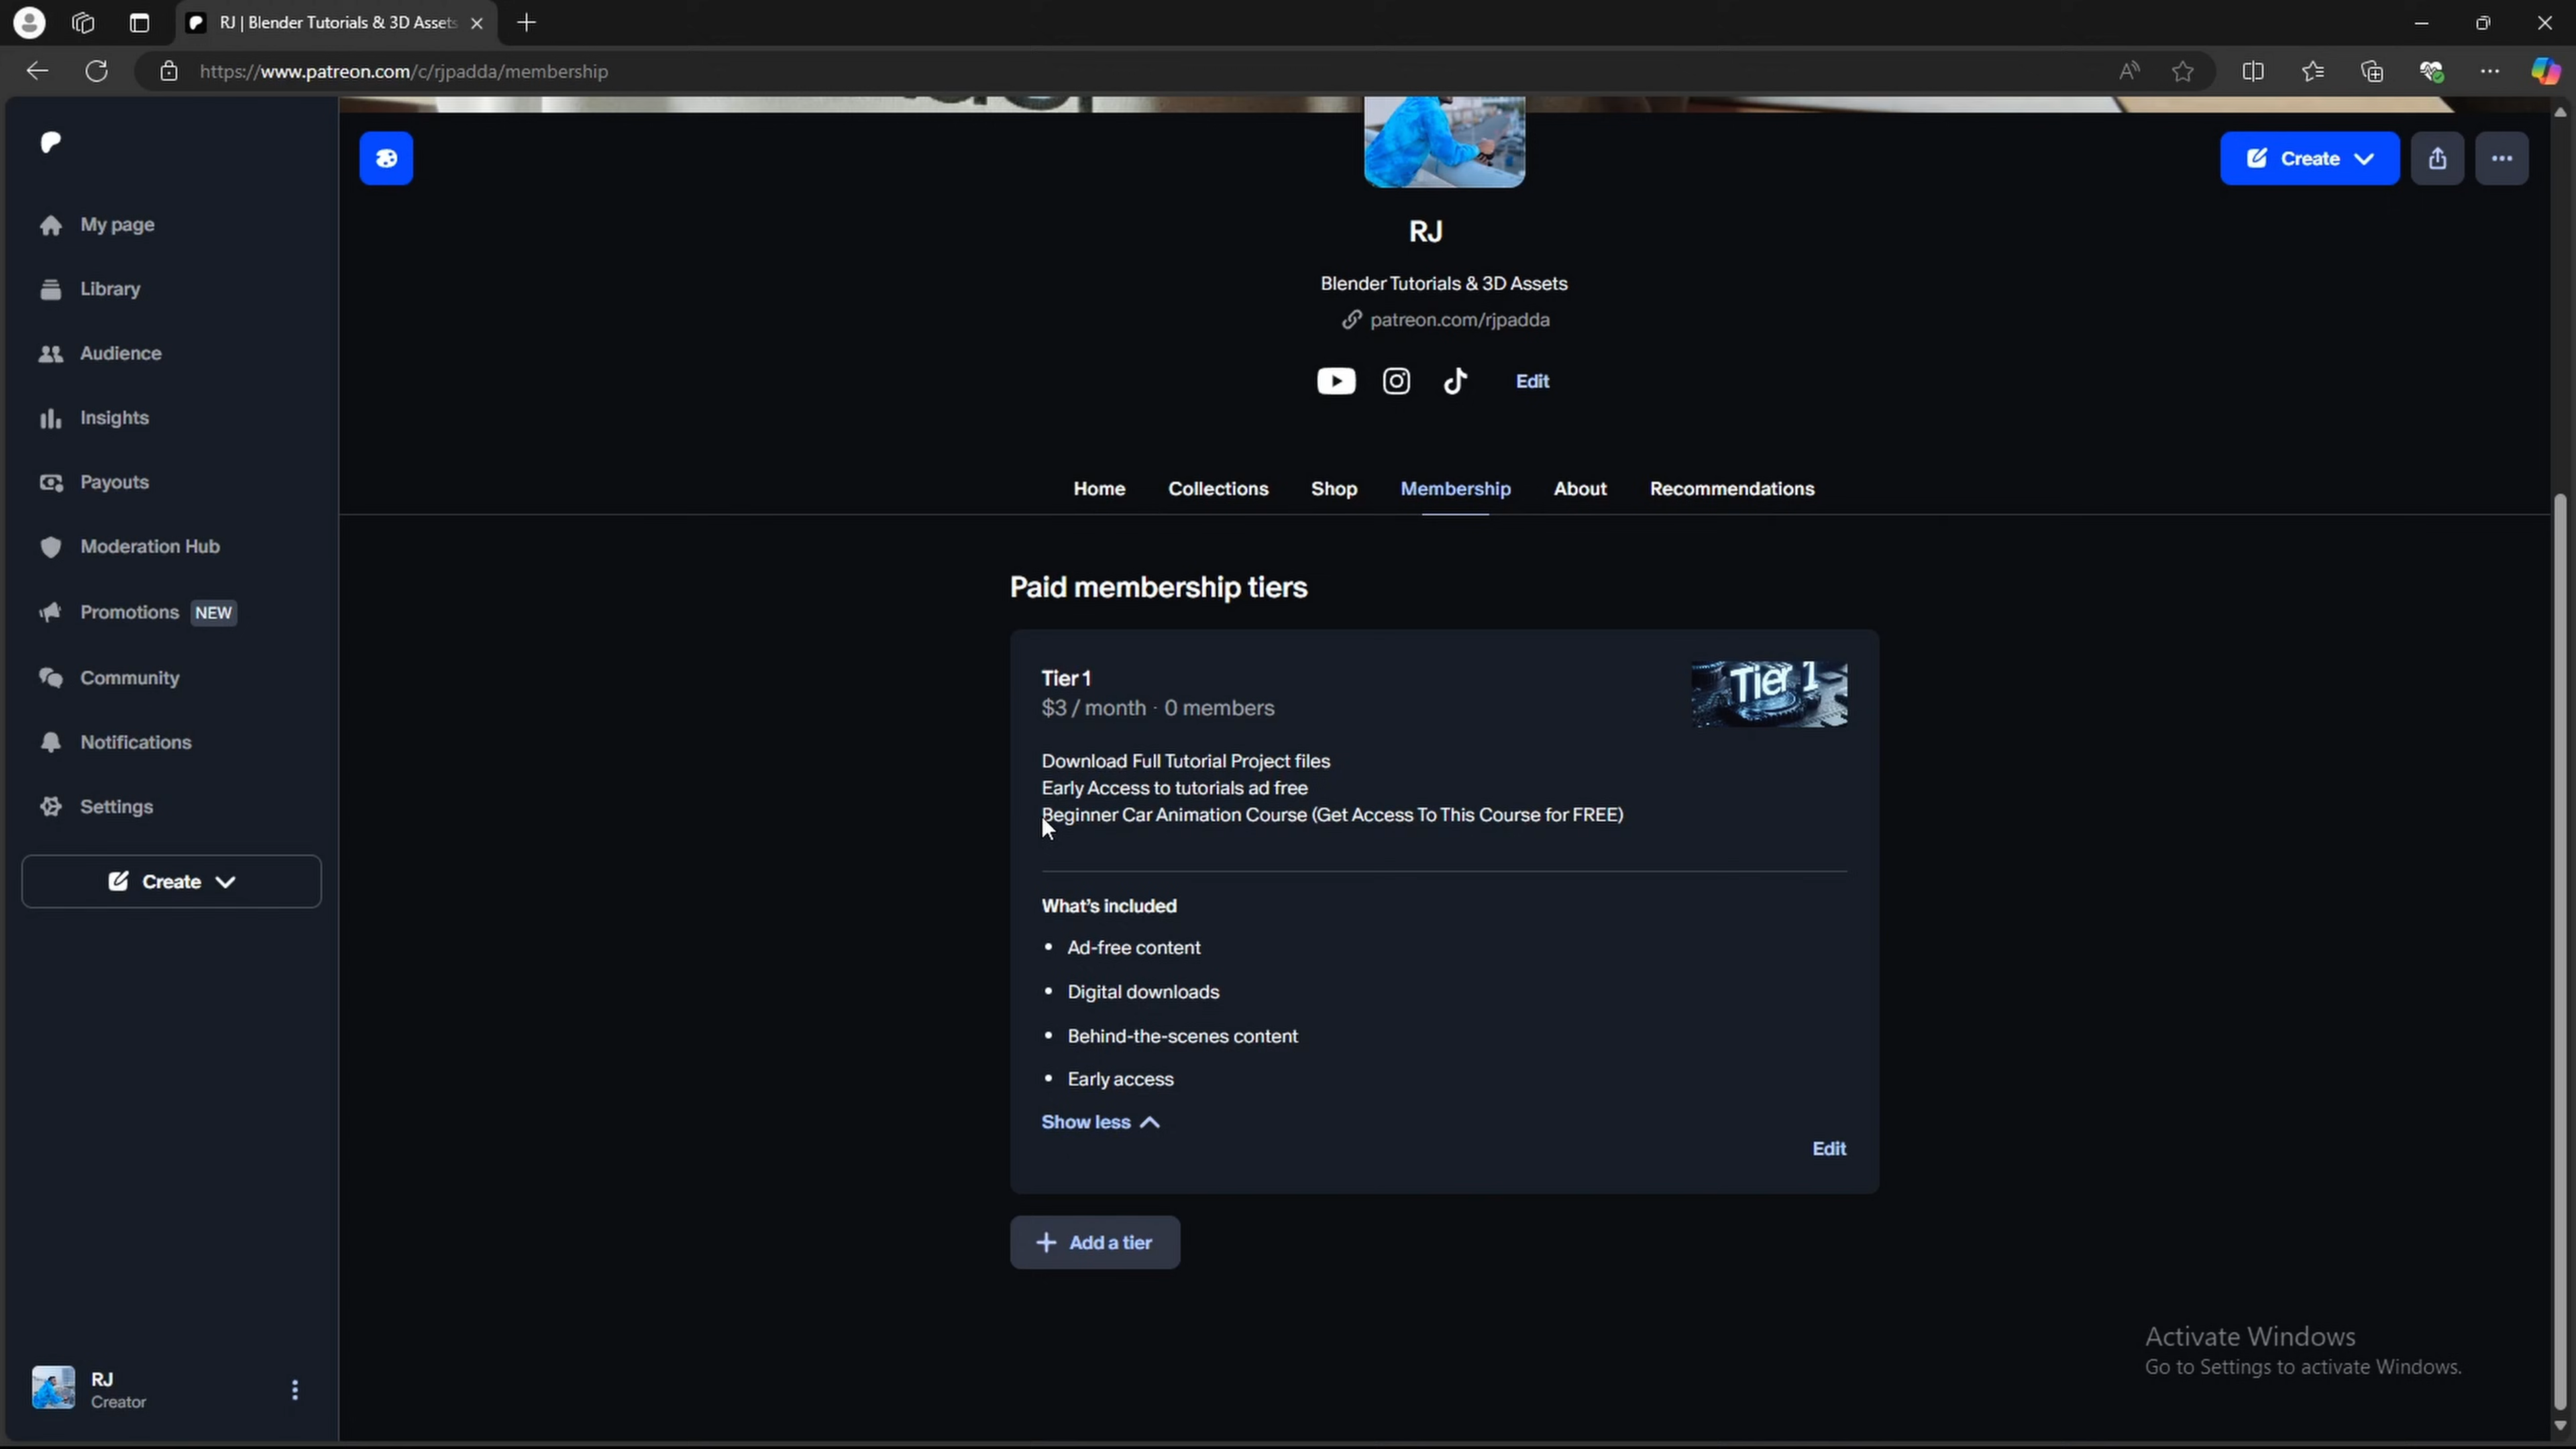 RJ | Blender Tutorials & 3D Assets
https://www.patreon.com/c/rjpadda/membership
My page
Library
Audience
Insights
Payouts
Moderation Hub
Promotions NEW
Community
Notifications
Settings
Create
RJ
Creator
Create
RJ
Blender Tutorials & 3D Assets
patreon.com/rjpadda
Edit
Home Collections Shop Membership About Recommendations
Paid membership tiers
Tier 1
$3 / month · 0 members
Tier 1
Download Full Tutorial Project files
Early Access to tutorials ad free
Beginner Car Animation Course (Get Access To This Course for FREE)
What's included
• Ad-free content
• Digital downloads
• Behind-the-scenes content
• Early access
Show less
Edit
+ Add a tier
Activate Windows
Go to Settings to activate Windows.